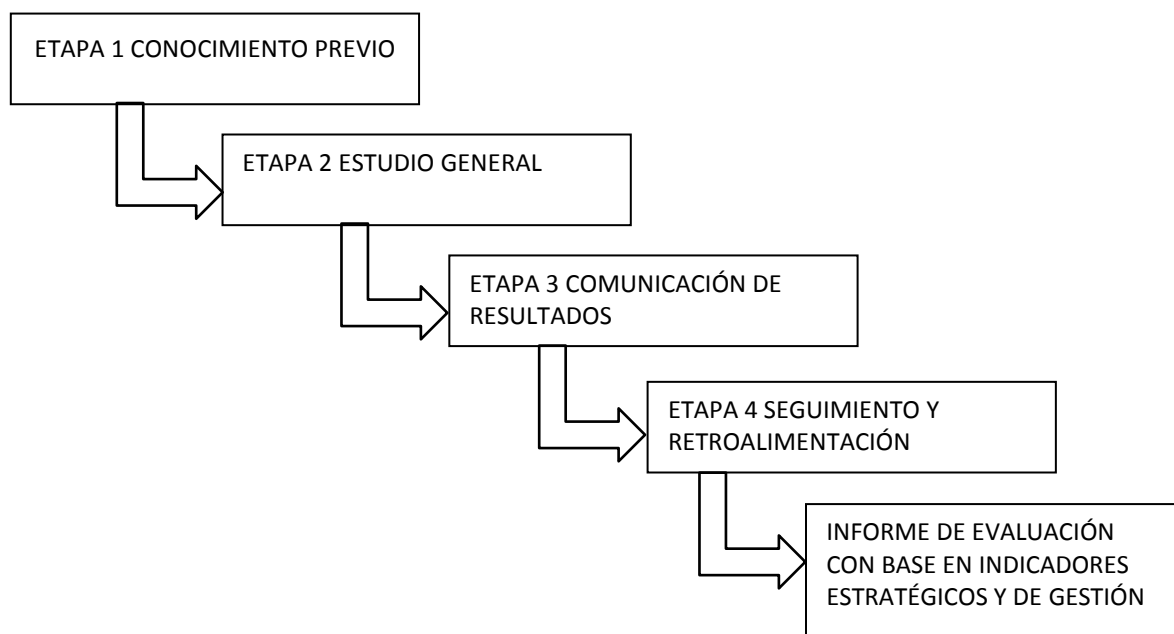 ETAPA 1 CONOCIMIENTO PREVIO
ETAPA 2 ESTUDIO GENERAL
ETAPA 3 COMUNICACIÓN DE
RESULTADOS
ETAPA 4 SEGUIMIENTO Y
RETROALIMENTACIÓN
INFORME DE EVALUACIÓN
CON BASE EN INDICADORES
ESTRATÉGICOS Y DE GESTIÓN